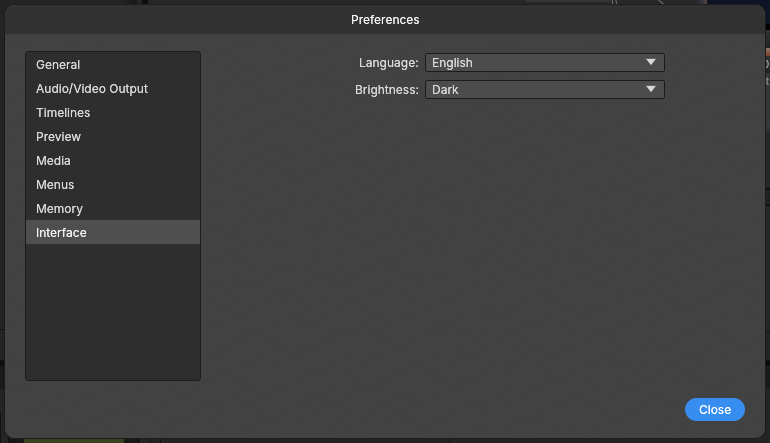 Preferences
General
Audio/Video Output
Timelines
Preview
Media
Menus
Memory
Interface
Language: English
Brightness: Dark
Close